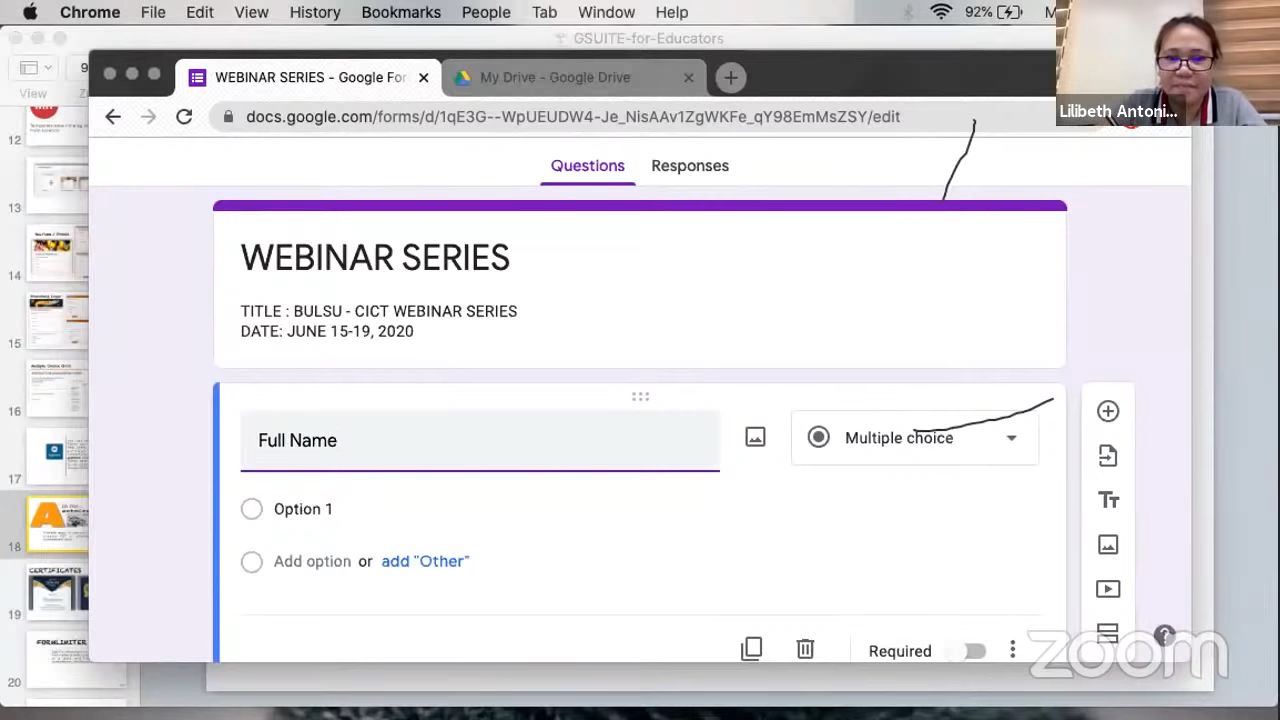 Chrome File Edit View History Bookmarks People Tab Window Help 92%
GSUITE-for-Educators
WEBINAR SERIES - Google For
My Drive - Google Drive
View
docs.google.com/forms/d/1qE3G--WpUEUDW4-Je_NisAAv1ZgWKFe_qY98EmMsZSY/edit
Lilibeth Antoni...
Questions Responses
WEBINAR SERIES
TITLE : BULSU - CICT WEBINAR SERIES
DATE: JUNE 15-19, 2020
Full Name
Multiple choice
Option 1
Add option or add "Other"
Required
12
13
14
15
16
17
18
CERTIFICATES
19
FORMLIMITER
20
zoom